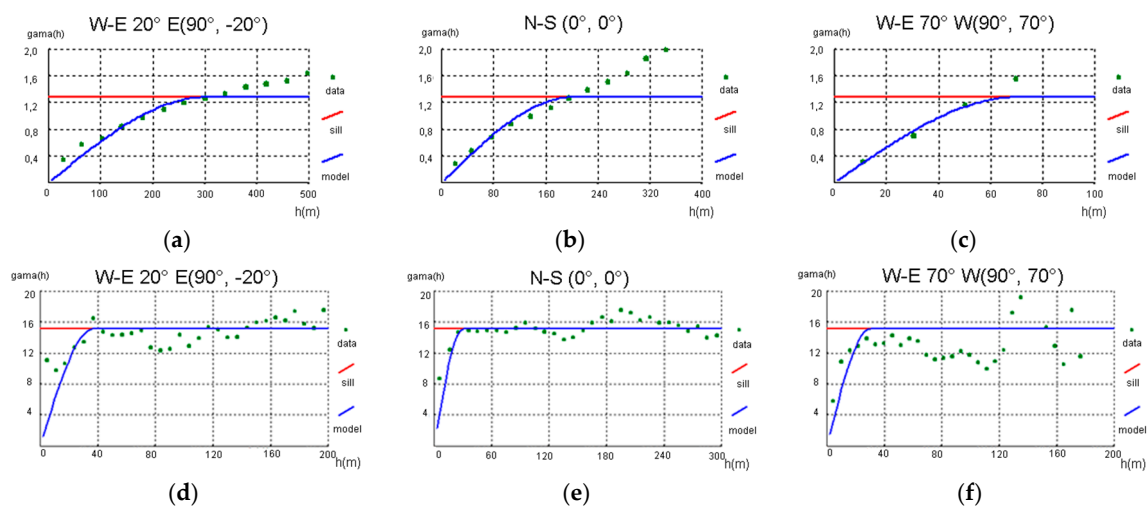 W-E 20° E(90°, -20°)
gama(h)
2,0
1,6
1,2
0,8
0,4
0
100
200
300
400
500
h(m)
data
sill
model
(a)
N-S (0°, 0°)
gama(h)
2,0
1,6
1,2
0,8
0,4
0
80
160
240
320
400
h(m)
data
sill
model
(b)
W-E 70° W(90°, 70°)
gama(h)
2,0
1,6
1,2
0,8
0,4
0
20
40
60
80
100
h(m)
data
sill
model
(c)
W-E 20° E(90°, -20°)
gama(h)
20
16
12
8
4
0
40
80
120
160
200
h(m)
data
sill
model
(d)
N-S (0°, 0°)
gama(h)
20
16
12
8
4
0
60
120
180
240
300
h(m)
data
sill
model
(e)
W-E 70° W(90°, 70°)
gama(h)
20
16
12
8
4
0
40
80
120
160
200
h(m)
data
sill
model
(f)